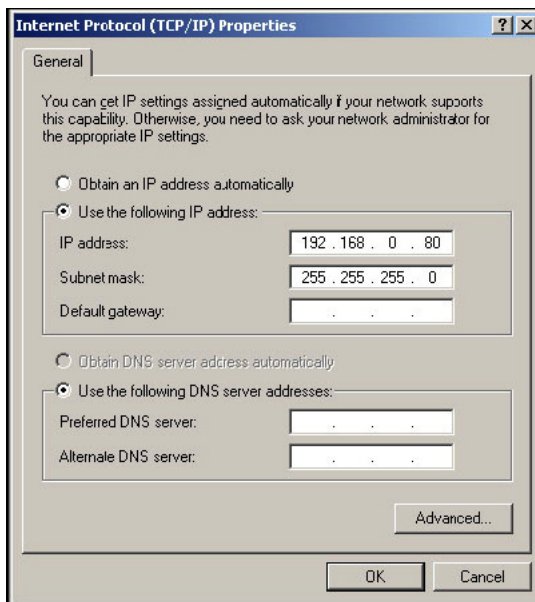 Internet Protocol (TCP/IP) Properties
General
You can get IP settings assigned automatically if your network supports
this capability. Otherwise, you need to ask your network administrator for
the appropriate IP settings.
Obtain an IP address automatically
Use the following IP address:
IP address: 192 . 168 . 0 . 80
Subnet mask: 255 . 255 . 255 . 0
Default gateway: . . .
Obtain DNS server address automatically
Use the following DNS server addresses:
Preferred DNS server: . . .
Alternate DNS server: . . .
Advanced...
OK Cancel